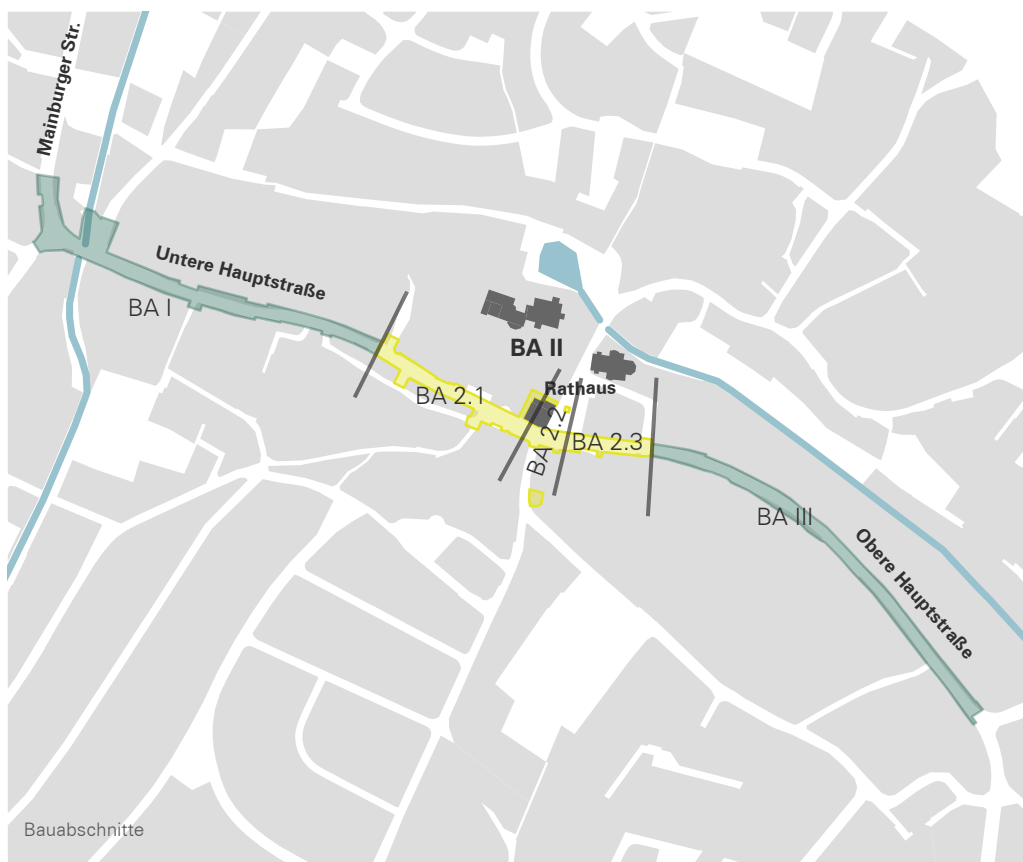 Mainburger Str.
Untere Hauptstraße
BA I
BA II
Rathaus
BA 2.1
BA 2.2
BA 2.3
BA III
Obere Hauptstraße
Bauabschnitte